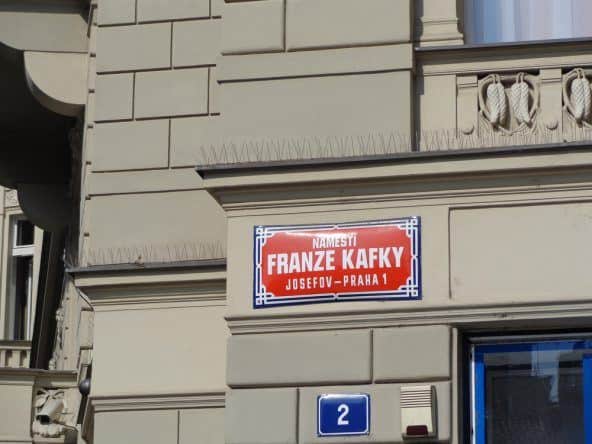 NÁMĚSTÍ
FRANZE KAFKY
JOSEFOV – PRAHA 1
2